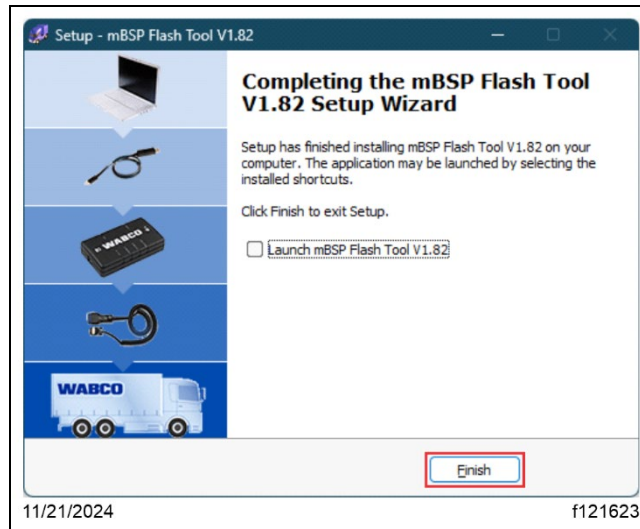 Setup - mBSP Flash Tool V1.82
Completing the mBSP Flash Tool
V1.82 Setup Wizard
Setup has finished installing mBSP Flash Tool V1.82 on your
computer. The application may be launched by selecting the
installed shortcuts.
Click Finish to exit Setup.
Launch mBSP Flash Tool V1.82
WABCO
WABCO
Finish
11/21/2024
f121623